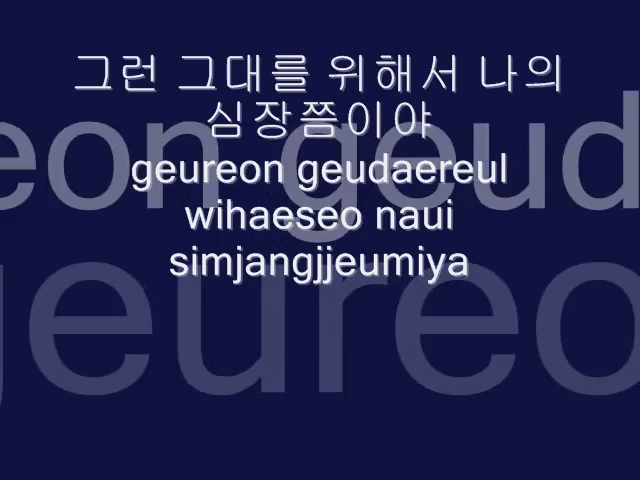 그런 그대를 위해서 나의
심장쯤이야
geureon geudaereul
wihaeseo naui
simjangjjeumiya
eon geud
geureo